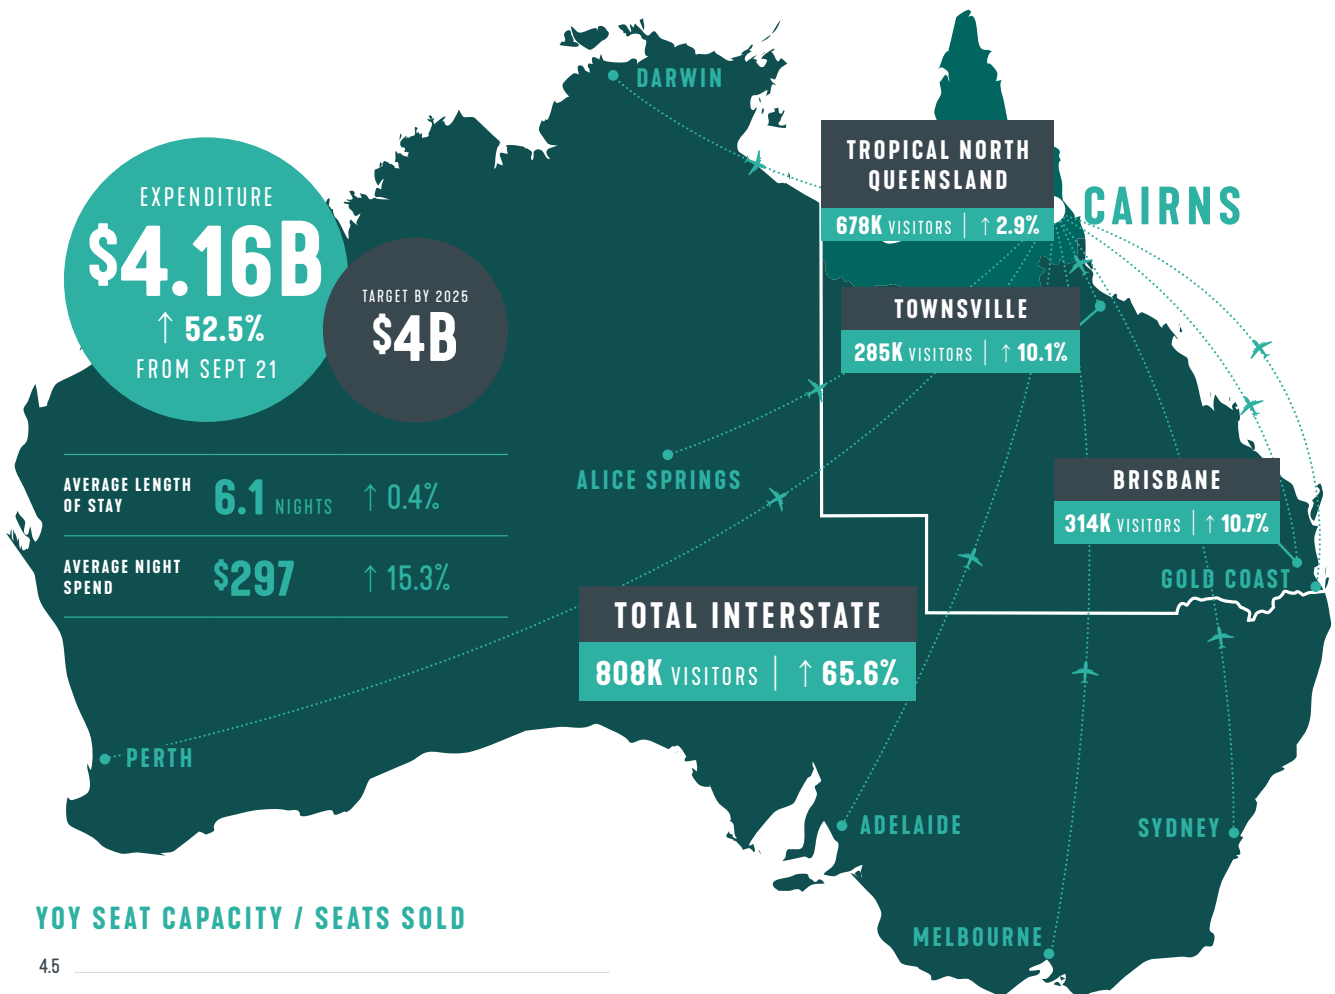 DARWIN
TROPICAL NORTH
QUEENSLAND
678K VISITORS | ↑ 2.9%
CAIRNS
EXPENDITURE
$4.16B
↑ 52.5%
FROM SEPT 21
TARGET BY 2025
$4B
TOWNSVILLE
285K VISITORS | ↑ 10.1%
ALICE SPRINGS
BRISBANE
314K VISITORS | ↑ 10.7%
GOLD COAST
AVERAGE LENGTH
OF STAY
6.1 NIGHTS ↑ 0.4%
AVERAGE NIGHT
SPEND
$297 ↑ 15.3%
TOTAL INTERSTATE
808K VISITORS | ↑ 65.6%
PERTH
ADELAIDE
SYDNEY
MELBOURNE
YOY SEAT CAPACITY / SEATS SOLD
4.5